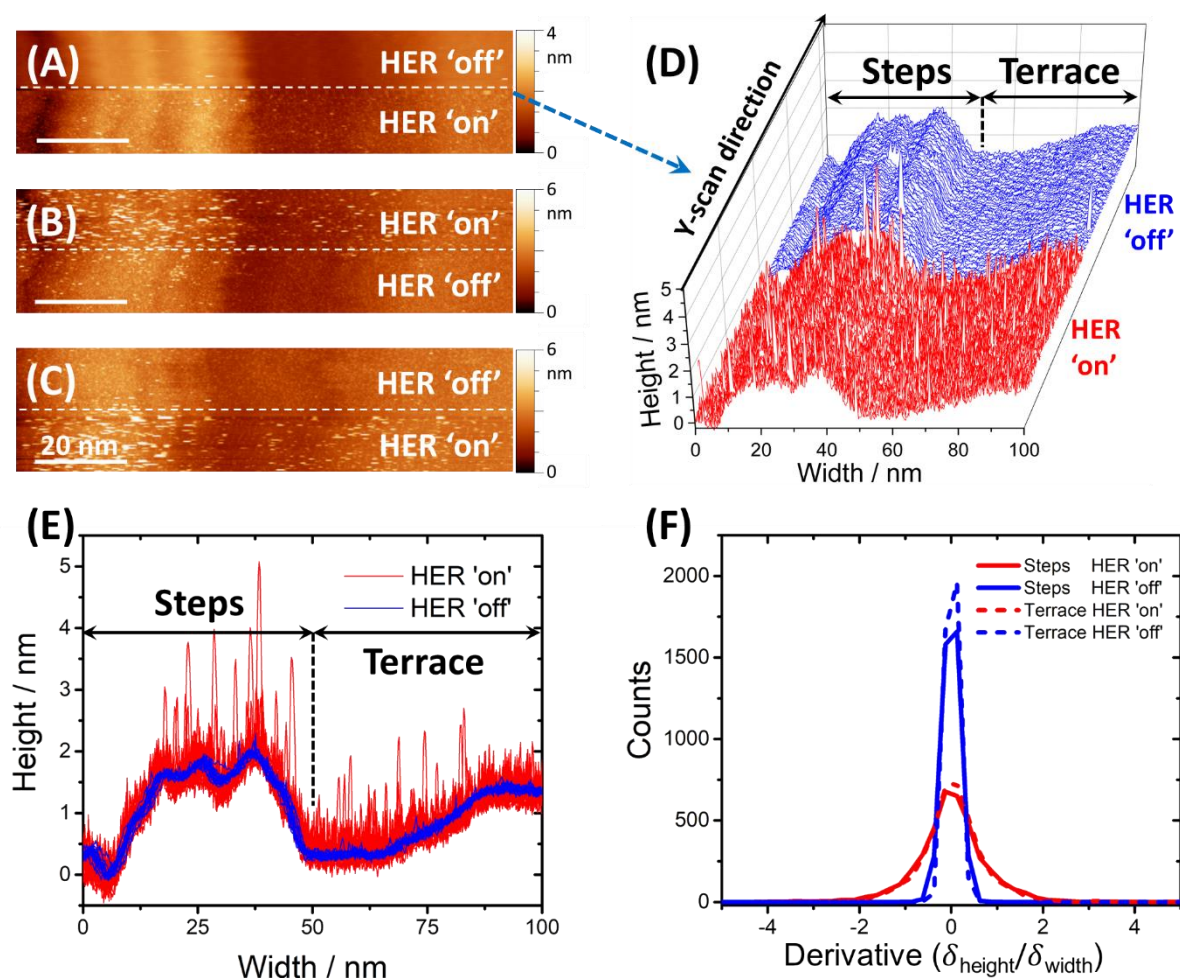 (A)
HER 'off'
HER 'on'
4
nm
0
(B)
HER 'on'
HER 'off'
6
nm
0
(C)
HER 'off'
HER 'on'
20 nm
6
nm
0
(D)
Steps
Terrace
Y-scan direction
HER
'off'
HER
'on'
Height / nm
5
4
3
2
1
0
0 20 40 60 80 100
Width / nm
(E)
HER 'on'
HER 'off'
Steps
Terrace
Height / nm
5
4
3
2
1
0
0 25 50 75 100
Width / nm
(F)
Steps HER 'on'
Steps HER 'off'
Terrace HER 'on'
Terrace HER 'off'
Counts
2000
1500
1000
500
0
-4 -2 0 2 4
Derivative (δheight/δwidth)